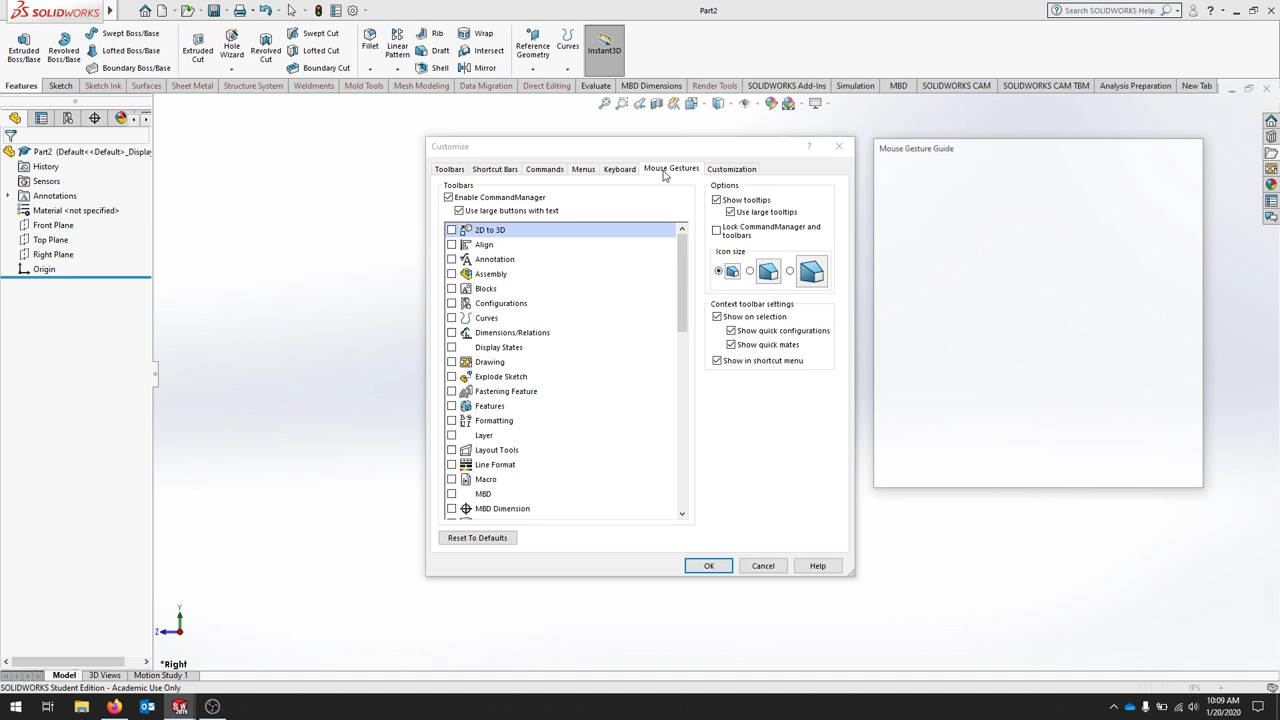 SOLIDWORKS
Part2
Search SOLIDWORKS Help
Extruded Boss/Base
Revolved Boss/Base
Swept Boss/Base
Lofted Boss/Base
Boundary Boss/Base
Extruded Cut
Hole Wizard
Revolved Cut
Swept Cut
Lofted Cut
Boundary Cut
Fillet
Linear Pattern
Rib
Draft
Shell
Wrap
Intersect
Mirror
Reference Geometry
Curves
Instant3D
Features Sketch Sketch Ink Surfaces Sheet Metal Structure System Weldments Mold Tools Mesh Modeling Data Migration Direct Editing Evaluate MBD Dimensions Render Tools SOLIDWORKS Add-Ins Simulation MBD SOLIDWORKS CAM SOLIDWORKS CAM TBM Analysis Preparation New Tab
Part2 (Default<<Default>_Displa
History
Sensors
Annotations
Material <not specified>
Front Plane
Top Plane
Right Plane
Origin
Customize
Toolbars Shortcut Bars Commands Menus Keyboard Mouse Gestures Customization
Toolbars
Enable CommandManager
Use large buttons with text
2D to 3D
Align
Annotation
Assembly
Blocks
Configurations
Curves
Dimensions/Relations
Display States
Drawing
Explode Sketch
Fastening Feature
Features
Formatting
Layer
Layout Tools
Line Format
Macro
MBD
MBD Dimension
Reset To Defaults
Options
Show tooltips
Use large tooltips
Lock CommandManager and
toolbars
Icon size
Context toolbar settings
Show on selection
Show quick configurations
Show quick mates
Show in shortcut menu
OK Cancel Help
Mouse Gesture Guide
Y
Z
*Right
Model 3D Views Motion Study 1
SOLIDWORKS Student Edition - Academic Use Only
IPS
10:09 AM
1/20/2020